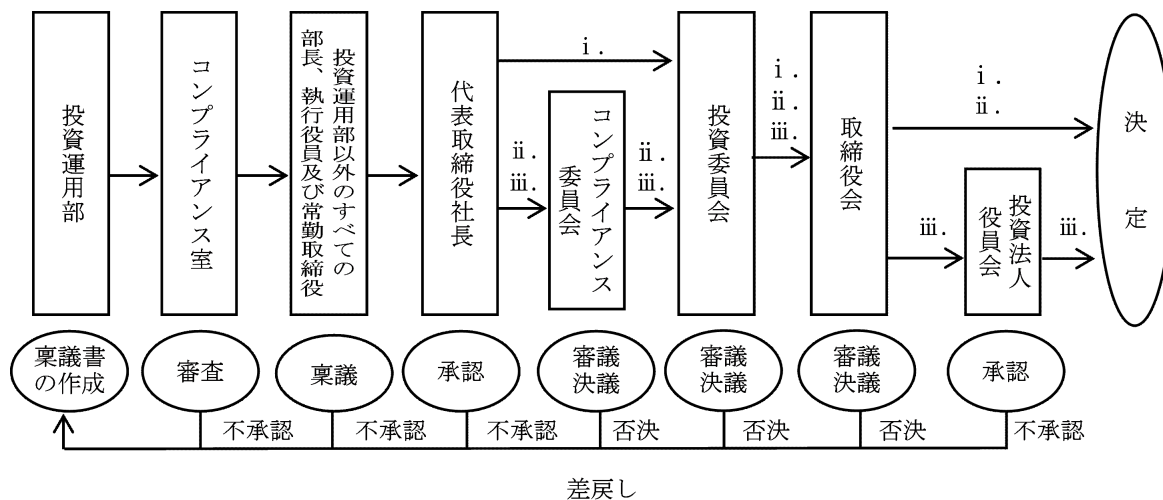 投資運用部
コンプライアンス室
投資運用部以外のすべての
部長、執行役員及び常勤取締役
代表取締役社長
ⅰ.
ⅱ.
ⅲ.
コンプライアンス
委員会
ⅱ.
ⅲ.
投資委員会
ⅰ.
ⅱ.
ⅲ.
取締役会
ⅰ.
ⅱ.
ⅲ.
投資法人
役員会
ⅲ.
決定
稟議書
の作成
審査
稟議
承認
審議
決議
審議
決議
審議
決議
承認
不承認
不承認
不承認
否決
否決
否決
不承認
差戻し